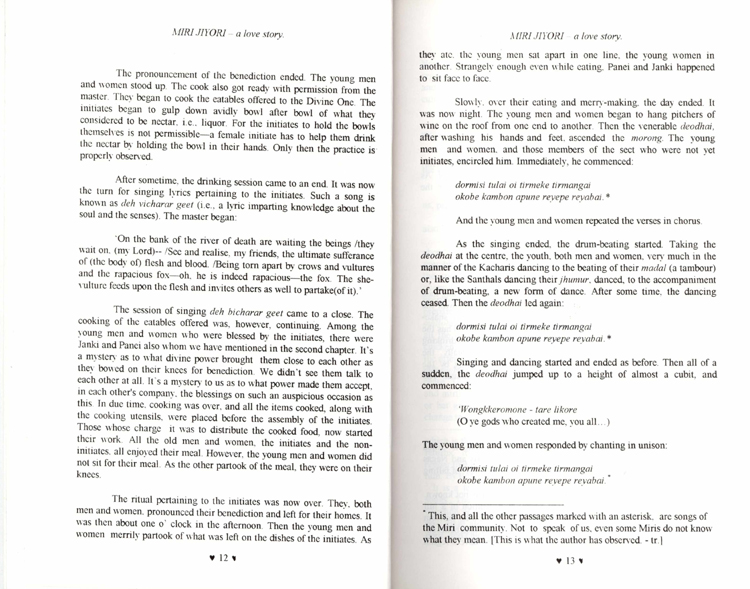 MIRI JIYORI – a love story.
The pronouncement of the benediction ended. The young men
and women stood up. The cook also got ready with permission from the
master. They began to cook the eatables offered to the Divine One. The
initiates began to gulp down avidly bowl after bowl of what they
considered to be nectar, i.e., liquor. For the initiates to hold the bowls
themselves is not permissible—a female initiate has to help them drink
the nectar by holding the bowl in their hands. Only then the practice is
properly observed.
After sometime, the drinking session came to an end. It was now
the turn for singing lyrics pertaining to the initiates. Such a song is
known as deh vicharar geet (i.e., a lyric imparting knowledge about the
soul and the senses). The master began:
'On the bank of the river of death are waiting the beings /they
wait on, (my Lord)-- /See and realise, my friends, the ultimate sufferance
of (the body of) flesh and blood. /Being torn apart by crows and vultures
and the rapacious fox—oh, he is indeed rapacious—the fox. The she-
vulture feeds upon the flesh and invites others as well to partake(of it).'
The session of singing deh bicharar geet came to a close. The
cooking of the eatables offered was, however, continuing. Among the
young men and women who were blessed by the initiates, there were
Janki and Panei also whom we have mentioned in the second chapter. It's
a mystery as to what divine power brought them close to each other as
they bowed on their knees for benediction. We didn't see them talk to
each other at all. It's a mystery to us as to what power made them accept,
in each other's company, the blessings on such an auspicious occasion as
this. In due time, cooking was over, and all the items cooked, along with
the cooking utensils, were placed before the assembly of the initiates.
Those whose charge it was to distribute the cooked food, now started
their work. All the old men and women, the initiates and the non-
initiates, all enjoyed their meal. However, the young men and women did
not sit for their meal. As the other partook of the meal, they were on their
knees.
The ritual pertaining to the initiates was now over. They, both
men and women, pronounced their benediction and left for their homes. It
was then about one o' clock in the afternoon. Then the young men and
women merrily partook of what was left on the dishes of the initiates. As
♥ 12 ♥
MIRI JIYORI – a love story.
they ate, the young men sat apart in one line, the young women in
another. Strangely enough even while eating, Panei and Janki happened
to sit face to face.
Slowly, over their eating and merry-making, the day ended. It
was now night. The young men and women began to hang pitchers of
wine on the roof from one end to another. Then the venerable deodhai,
after washing his hands and feet, ascended the morong. The young
men and women, and those members of the sect who were not yet
initiates, encircled him. Immediately, he commenced:
dormisi tulai oi tirmeke tirmangai
okobe kambon apune reyepe reyabai.*
And the young men and women repeated the verses in chorus.
As the singing ended, the drum-beating started. Taking the
deodhai at the centre, the youth, both men and women, very much in the
manner of the Kacharis dancing to the beating of their madal (a tambour)
or, like the Santhals dancing their jhumur, danced, to the accompaniment
of drum-beating, a new form of dance. After some time, the dancing
ceased. Then the deodhai led again:
dormisi tulai oi tirmeke tirmangai
okobe kambon apune reyepe reyabai.*
Singing and dancing started and ended as before. Then all of a
sudden, the deodhai jumped up to a height of almost a cubit, and
commenced:
'Wongkkeromone - tare likore
(O ye gods who created me, you all...)
The young men and women responded by chanting in unison:
dormisi tulai oi tirmeke tirmangai
okobe kambon apune reyepe reyabai.*
* This, and all the other passages marked with an asterisk, are songs of
the Miri community. Not to speak of us, even some Miris do not know
what they mean. [This is what the author has observed. - tr.]
♥ 13 ♥